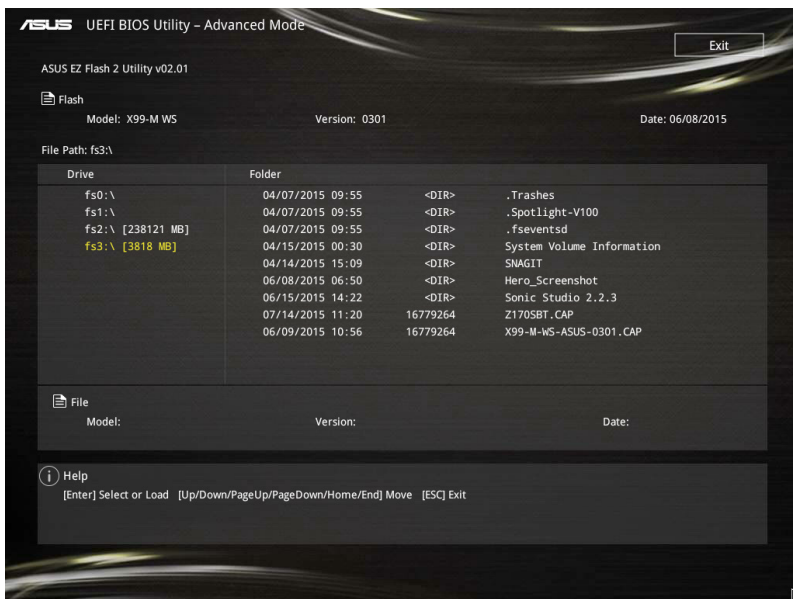 ASUS UEFI BIOS Utility – Advanced Mode
Exit
ASUS EZ Flash 2 Utility v02.01
Flash
Model: X99-M WS Version: 0301 Date: 06/08/2015
File Path: fs3:\
Drive Folder
fs0:\ 04/07/2015 09:55 <DIR> .Trashes
fs1:\ 04/07/2015 09:55 <DIR> .Spotlight-V100
fs2:\ [238121 MB] 04/07/2015 09:55 <DIR> .fseventsd
fs3:\ [3818 MB] 04/15/2015 00:30 <DIR> System Volume Information
04/14/2015 15:09 <DIR> SNAGIT
06/08/2015 06:50 <DIR> Hero_Screenshot
06/15/2015 14:22 <DIR> Sonic Studio 2.2.3
07/14/2015 11:20 16779264 Z170SBT.CAP
06/09/2015 10:56 16779264 X99-M-WS-ASUS-0301.CAP
File
Model: Version: Date:
Help
[Enter] Select or Load [Up/Down/PageUp/PageDown/Home/End] Move [ESC] Exit